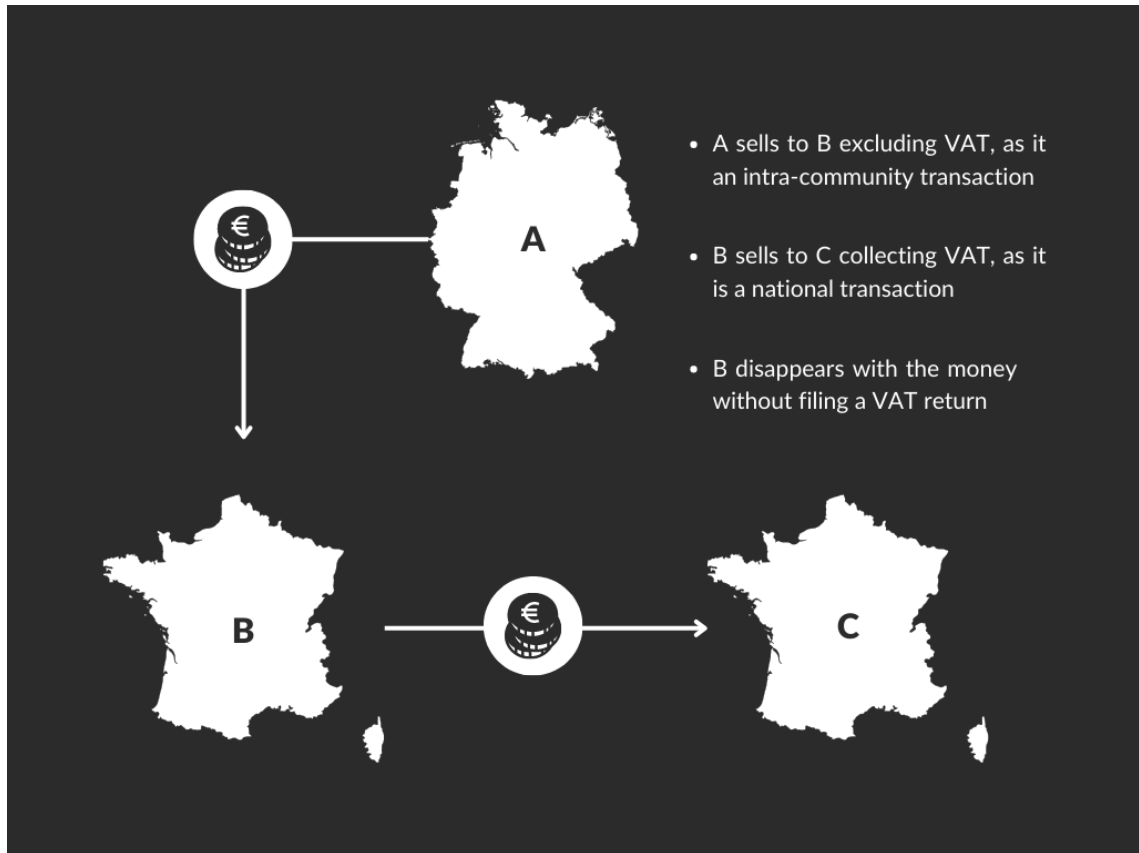 A
• A sells to B excluding VAT, as it
an intra-community transaction
• B sells to C collecting VAT, as it
is a national transaction
• B disappears with the money
without filing a VAT return
€
B
€
C